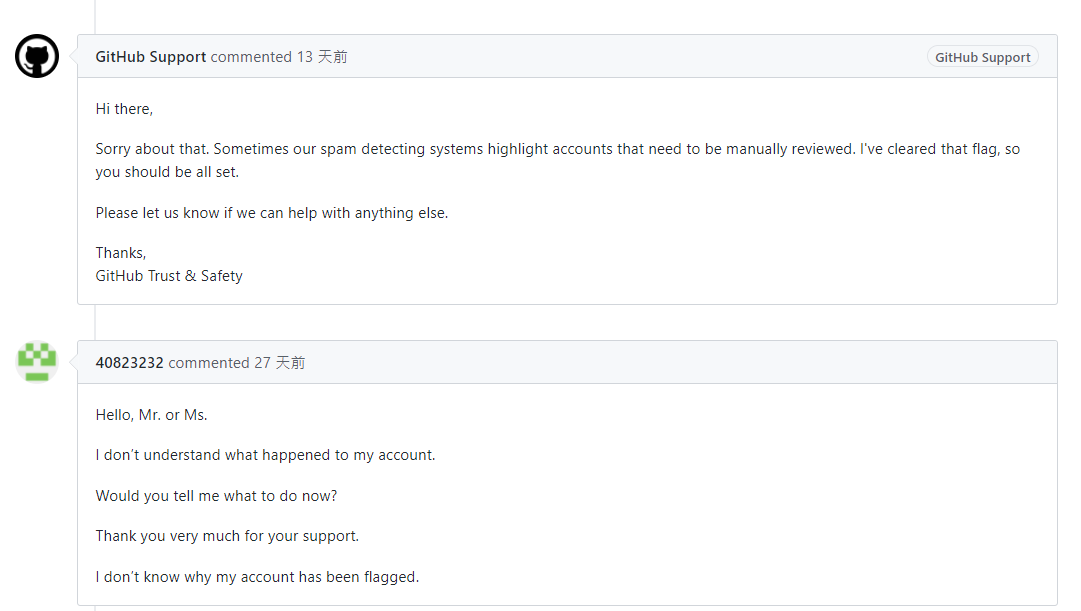 GitHub Support commented 13 天前
GitHub Support
Hi there,
Sorry about that. Sometimes our spam detecting systems highlight accounts that need to be manually reviewed. I've cleared that flag, so
you should be all set.
Please let us know if we can help with anything else.
Thanks,
GitHub Trust & Safety
40823232 commented 27 天前
Hello, Mr. or Ms.
I don’t understand what happened to my account.
Would you tell me what to do now?
Thank you very much for your support.
I don’t know why my account has been flagged.